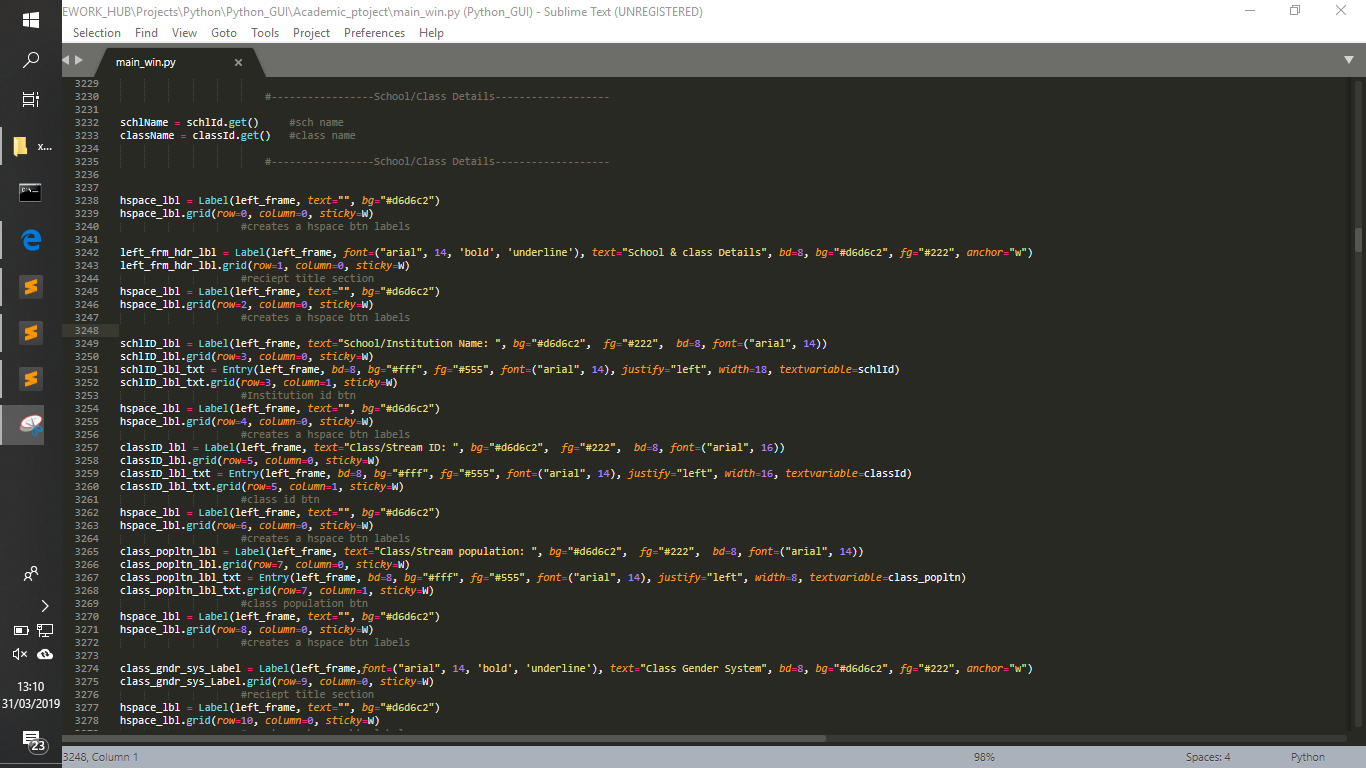 EWORK_HUB\Projects\Python\Python_GUI\Academic_ptoject\main_win.py (Python_GUI) - Sublime Text (UNREGISTERED)
Selection Find View Goto Tools Project Preferences Help
main_win.py
3229
3230 #-----------------School/Class Details-------------------
3231
3232 schlName = schlId.get() #sch name
3233 className = classId.get() #class name
3234
3235 #-----------------School/Class Details-------------------
3236
3237
3238 hspace_lbl = Label(left_frame, text="", bg="#d6d6c2")
3239 hspace_lbl.grid(row=0, column=0, sticky=W)
3240 #creates a hspace btn labels
3241
3242 left_frm_hdr_lbl = Label(left_frame, font=("arial", 14, 'bold', 'underline'), text="School & class Details", bd=8, bg="#d6d6c2", fg="#222", anchor="w")
3243 left_frm_hdr_lbl.grid(row=1, column=0, sticky=W)
3244 #reciept title section
3245 hspace_lbl = Label(left_frame, text="", bg="#d6d6c2")
3246 hspace_lbl.grid(row=2, column=0, sticky=W)
3247 #creates a hspace btn labels
3248
3249 schlID_lbl = Label(left_frame, text="School/Institution Name: ", bg="#d6d6c2", fg="#222", bd=8, font=("arial", 14))
3250 schlID_lbl.grid(row=3, column=0, sticky=W)
3251 schlID_lbl_txt = Entry(left_frame, bd=8, bg="#fff", fg="#555", font=("arial", 14), justify="left", width=18, textvariable=schlId)
3252 schlID_lbl_txt.grid(row=3, column=1, sticky=W)
3253 #Institution id btn
3254 hspace_lbl = Label(left_frame, text="", bg="#d6d6c2")
3255 hspace_lbl.grid(row=4, column=0, sticky=W)
3256 #creates a hspace btn labels
3257 classID_lbl = Label(left_frame, text="Class/Stream ID: ", bg="#d6d6c2", fg="#222", bd=8, font=("arial", 16))
3258 classID_lbl.grid(row=5, column=0, sticky=W)
3259 classID_lbl_txt = Entry(left_frame, bd=8, bg="#fff", fg="#555", font=("arial", 14), justify="left", width=16, textvariable=classId)
3260 classID_lbl_txt.grid(row=5, column=1, sticky=W)
3261 #class id btn
3262 hspace_lbl = Label(left_frame, text="", bg="#d6d6c2")
3263 hspace_lbl.grid(row=6, column=0, sticky=W)
3264 #creates a hspace btn labels
3265 class_popltn_lbl = Label(left_frame, text="Class/Stream population: ", bg="#d6d6c2", fg="#222", bd=8, font=("arial", 14))
3266 class_popltn_lbl.grid(row=7, column=0, sticky=W)
3267 class_popltn_lbl_txt = Entry(left_frame, bd=8, bg="#fff", fg="#555", font=("arial", 14), justify="left", width=8, textvariable=class_popltn)
3268 class_popltn_lbl_txt.grid(row=7, column=1, sticky=W)
3269 #class population btn
3270 hspace_lbl = Label(left_frame, text="", bg="#d6d6c2")
3271 hspace_lbl.grid(row=8, column=0, sticky=W)
3272 #creates a hspace btn labels
3273
3274 class_gndr_sys_Label = Label(left_frame,font=("arial", 14, 'bold', 'underline'), text="Class Gender System", bd=8, bg="#d6d6c2", fg="#222", anchor="w")
3275 class_gndr_sys_Label.grid(row=9, column=0, sticky=W)
3276 #reciept title section
3277 hspace_lbl = Label(left_frame, text="", bg="#d6d6c2")
3278 hspace_lbl.grid(row=10, column=0, sticky=W)
x...
13:10
31/03/2019
23
3248, Column 1 98% Spaces: 4 Python